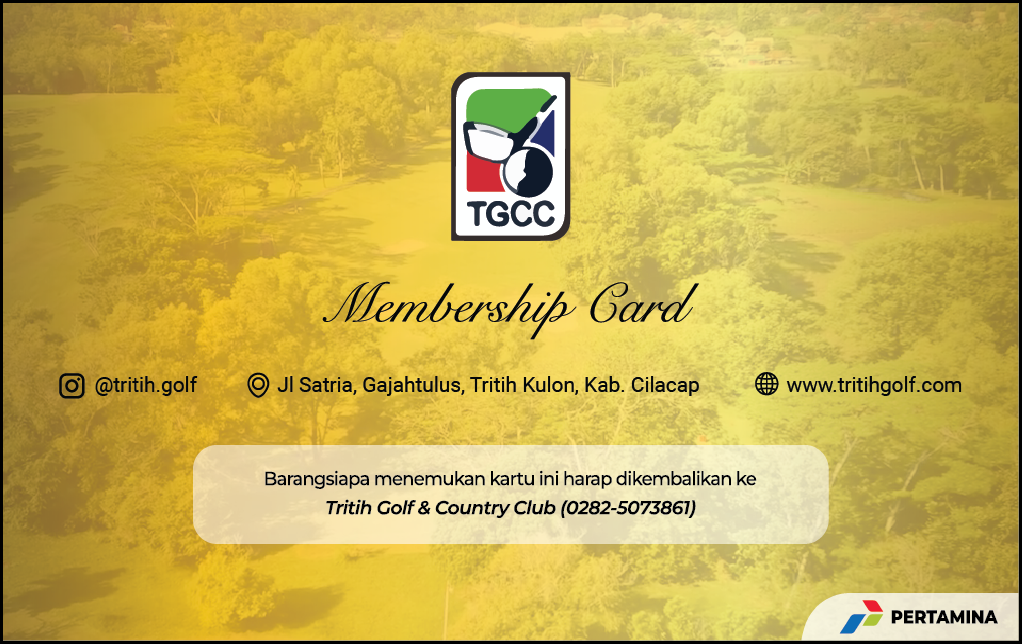 TGCC
Membership Card
@tritih.golf
Jl Satria, Gajahtulus, Tritih Kulon, Kab. Cilacap
www.tritihgolf.com
Barangsiapa menemukan kartu ini harap dikembalikan ke
Tritih Golf & Country Club (0282-5073861)
PERTAMINA